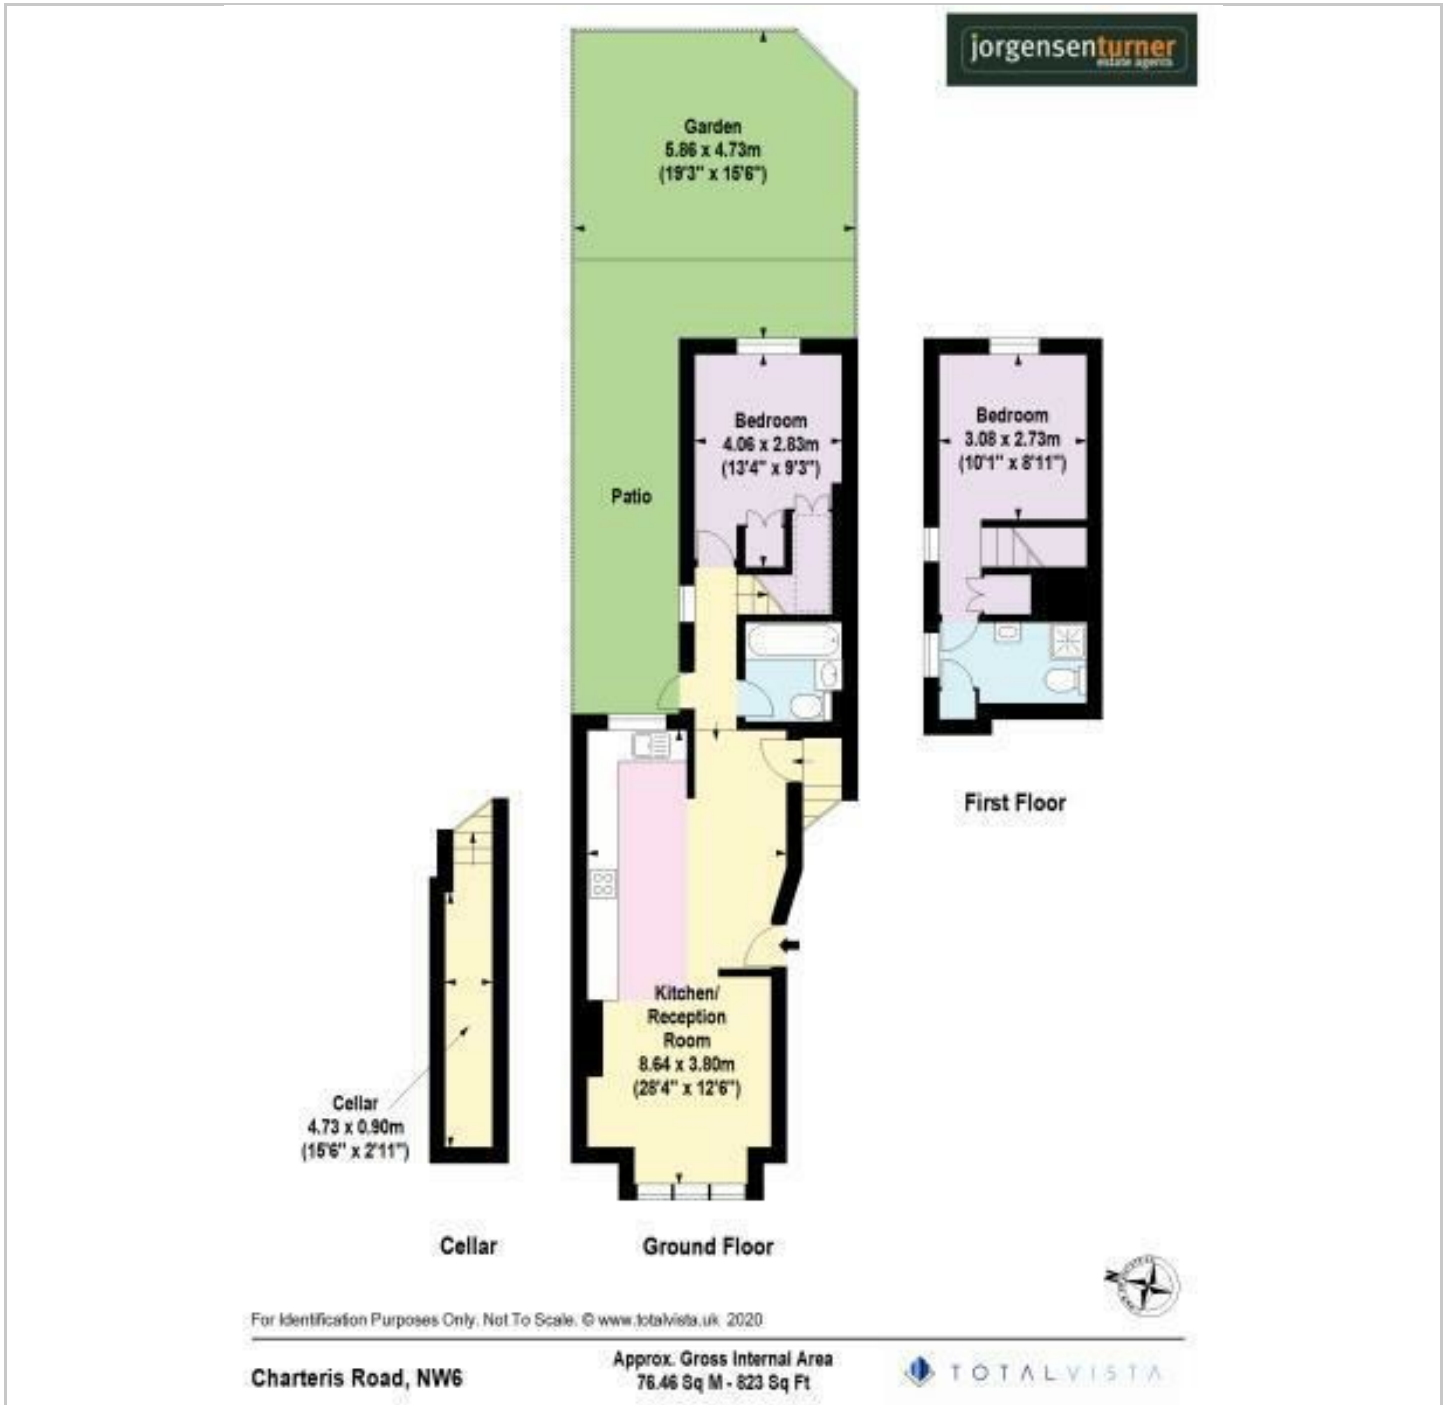 jorgensenturner
estate agents
Garden
5.86 x 4.73m
(19'3" x 15'6")
Bedroom
4.06 x 2.83m
(13'4" x 9'3")
Bedroom
3.08 x 2.73m
(10'1" x 8'11")
Patio
First Floor
Kitchen/
Reception
Room
8.64 x 3.80m
(28'4" x 12'6")
Cellar
4.73 x 0.90m
(15'6" x 2'11")
Cellar
Ground Floor
N
For Identification Purposes Only. Not To Scale. © www.totalvista.uk 2020
Charteris Road, NW6
Approx. Gross Internal Area
76.46 Sq M - 823 Sq Ft
TOTALVISTA